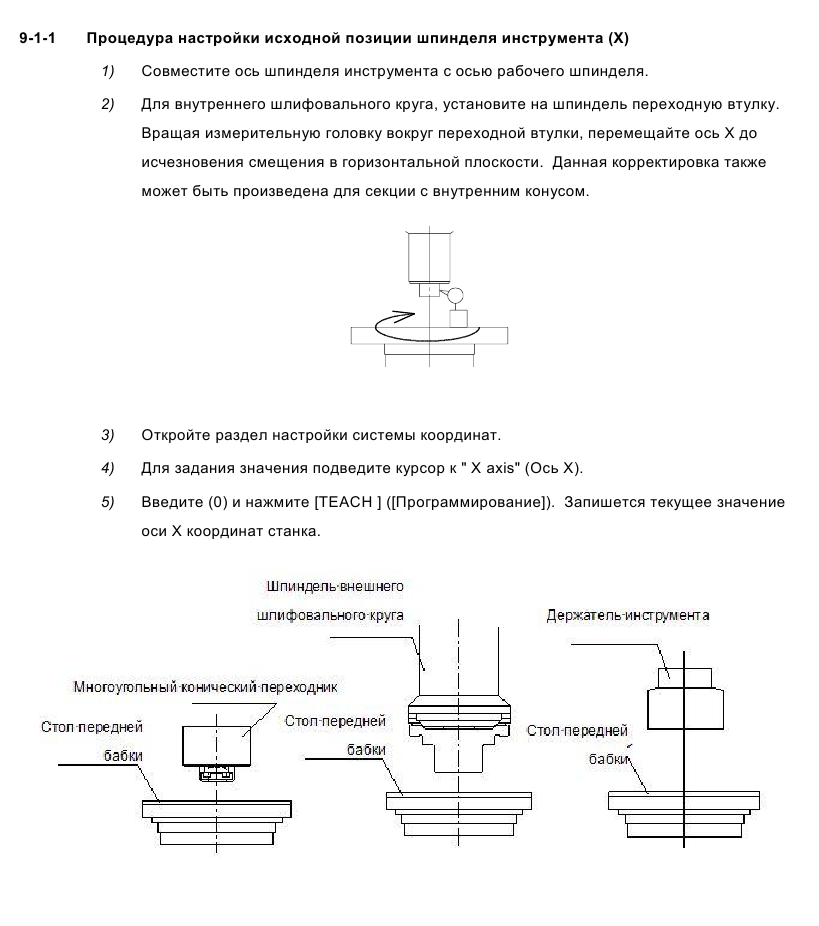 9-1-1 Процедура настройки исходной позиции шпинделя инструмента (X)
1) Совместите ось шпинделя инструмента с осью рабочего шпинделя.
2) Для внутреннего шлифовального круга, установите на шпиндель переходную втулку.
Вращая измерительную головку вокруг переходной втулки, перемещайте ось X до
исчезновения смещения в горизонтальной плоскости. Данная корректировка также
может быть произведена для секции с внутренним конусом.
3) Откройте раздел настройки системы координат.
4) Для задания значения подведите курсор к " X axis" (Ось X).
5) Введите (0) и нажмите [TEACH ] ([Программирование]). Запишется текущее значение
оси X координат станка.
Шпиндель внешнего
шлифовального круга
Держатель инструмента
Многоугольный конический переходник
Стол передней
бабки
Стол передней
бабки
Стол передней
бабки